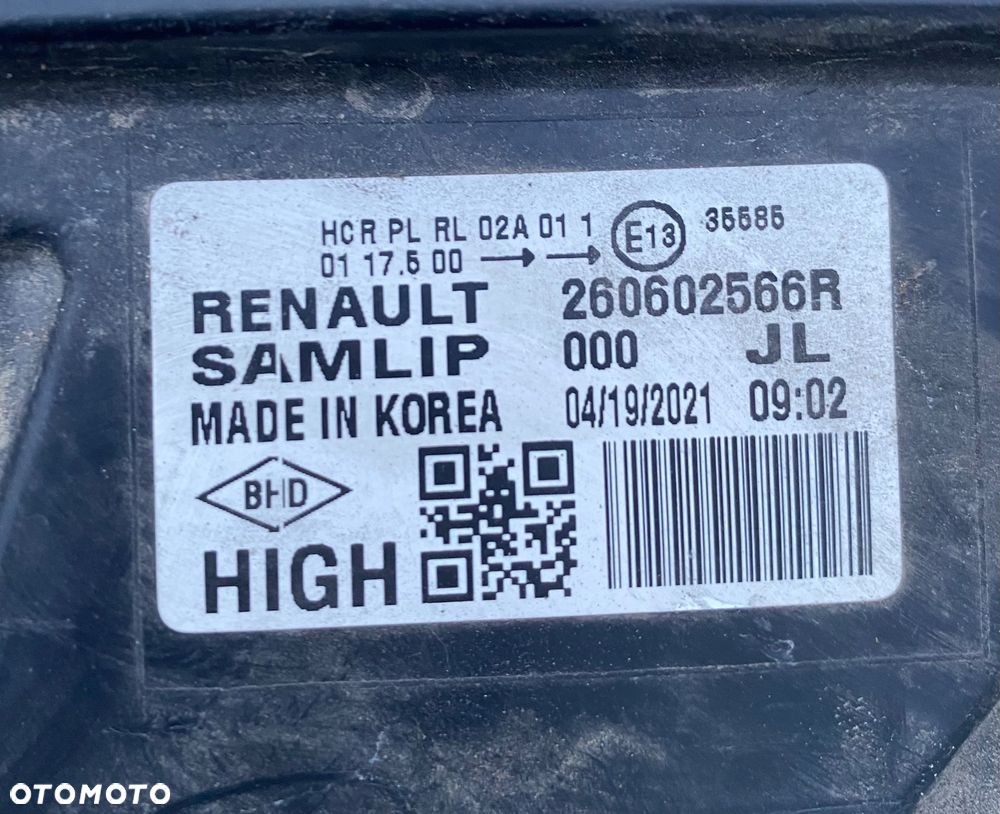 HCR PL RL 02A 01 1 E13 35585
01 17.5 00
RENAULT 260602566R
SAMLIP 000 JL
MADE IN KOREA 04/19/2021 09:02
BHD
HIGH
OTOMOTO